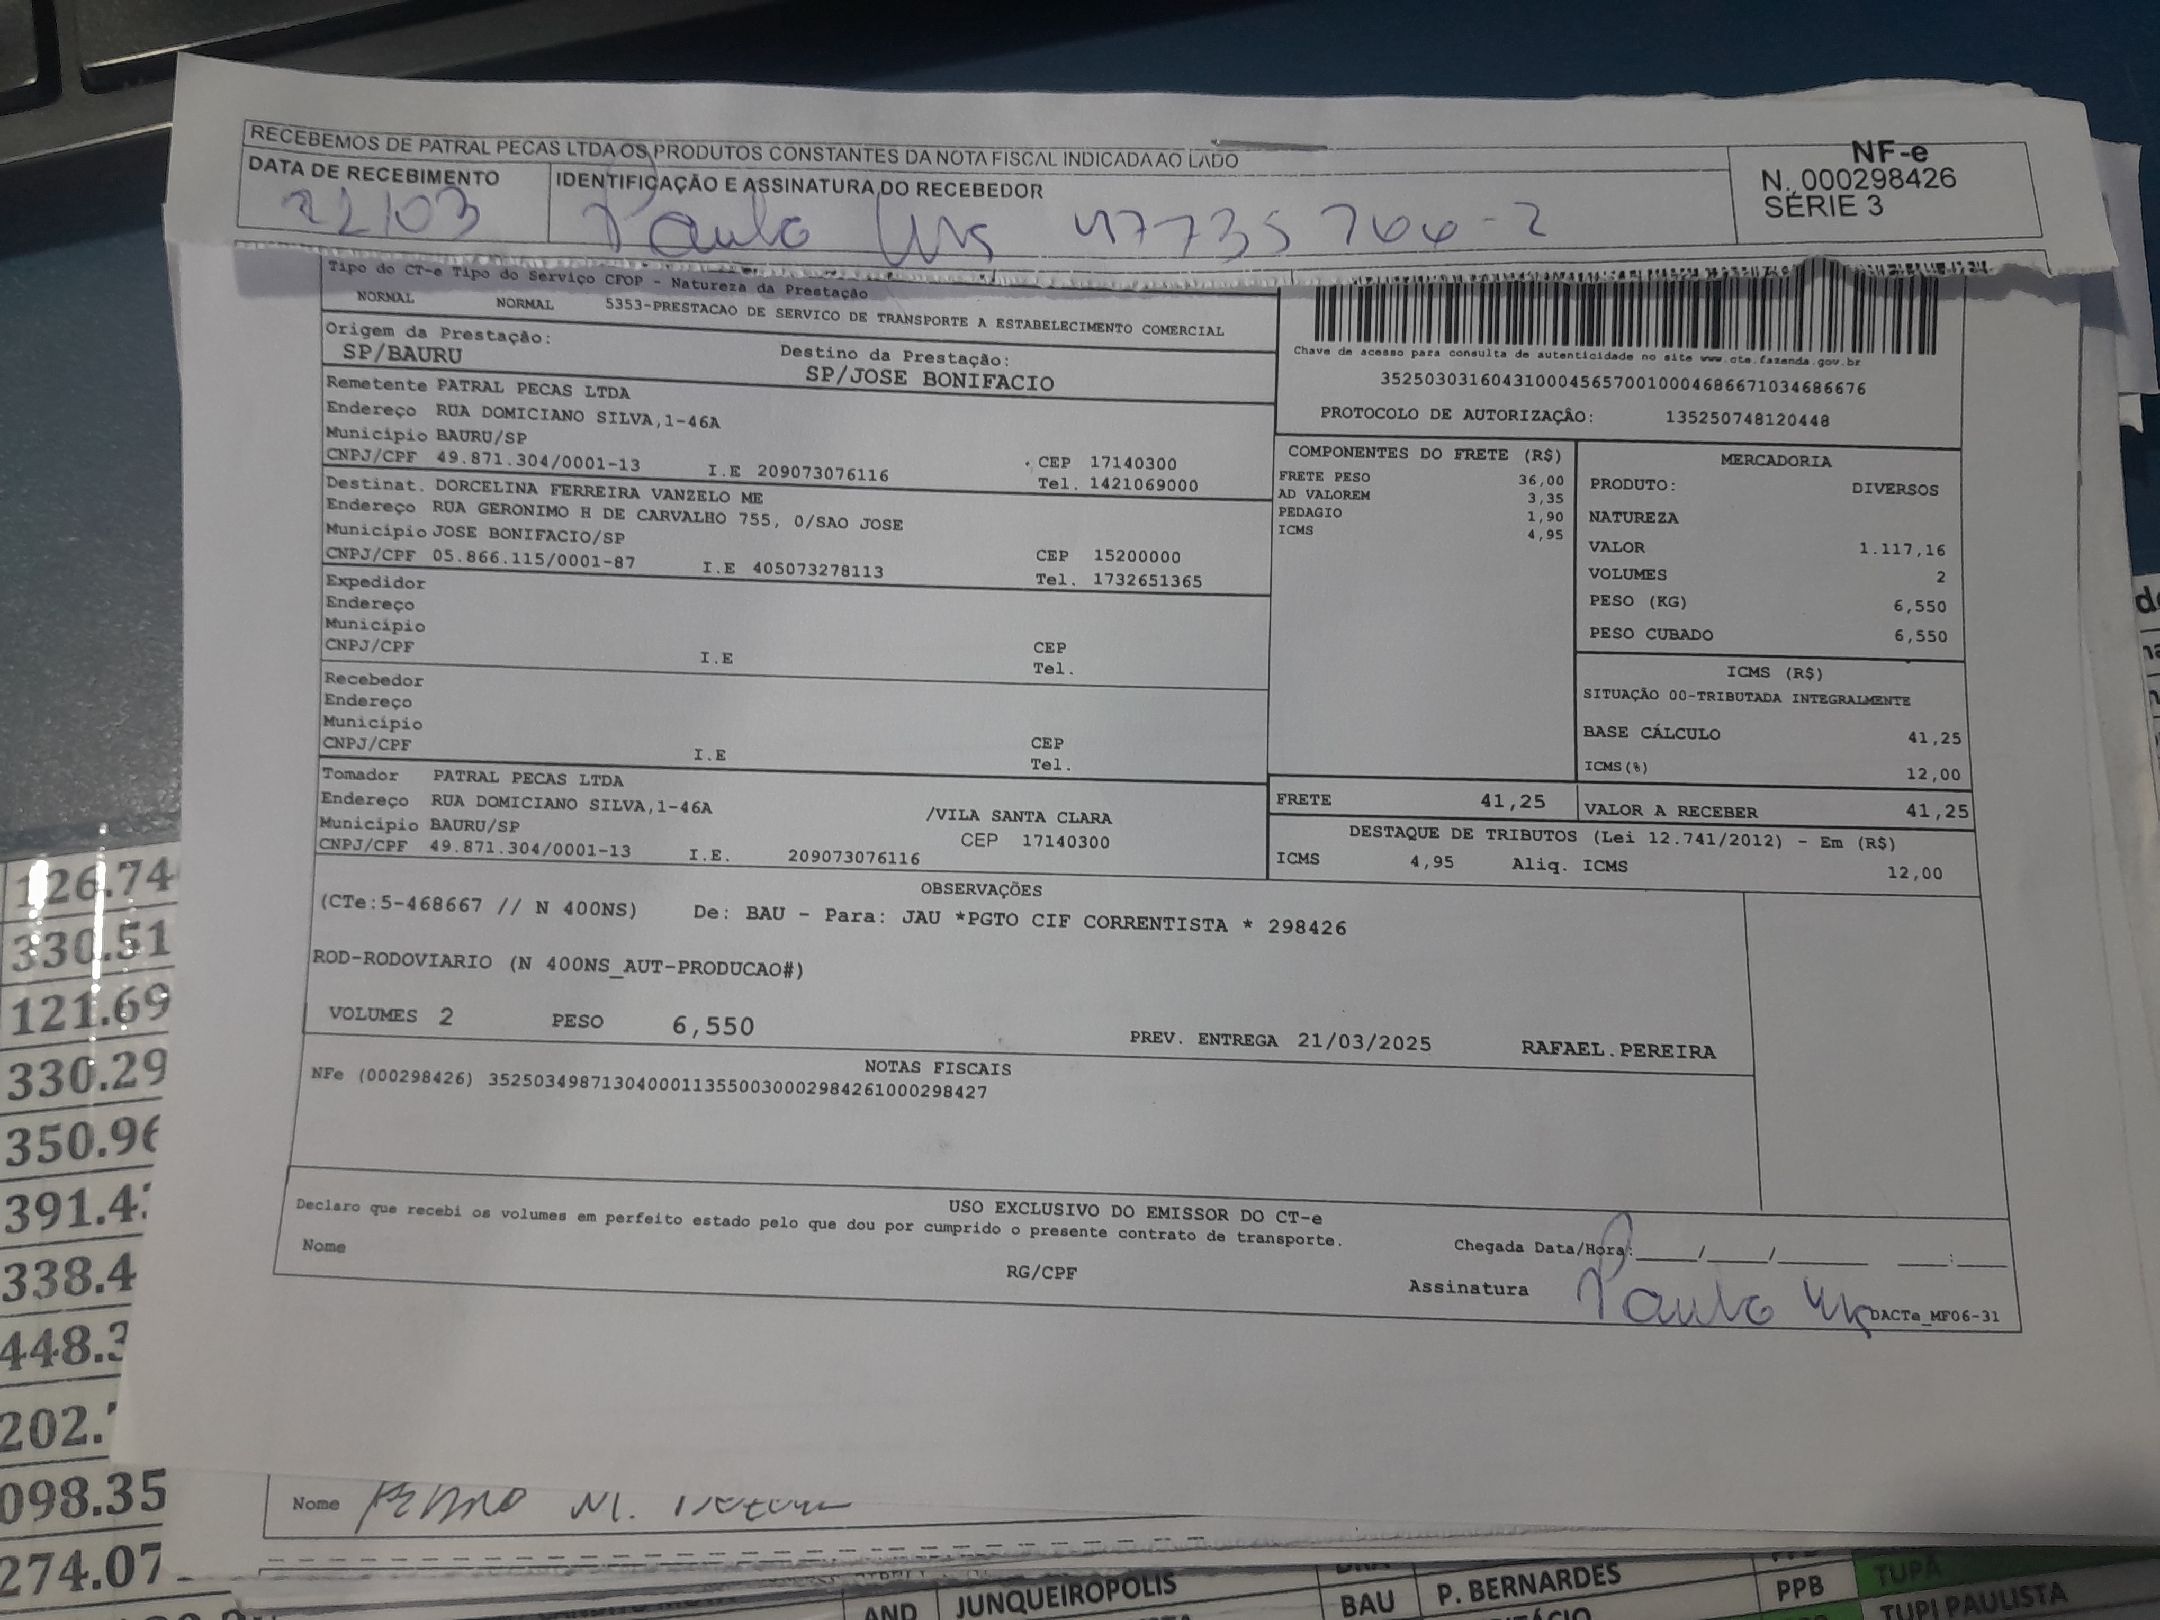 RECEBEMOS DE PATRAL PECAS LTDA OS PRODUTOS CONSTANTES DA NOTA FISCAL INDICADA AO LADO
DATA DE RECEBIMENTO
IDENTIFICAÇÃO E ASSINATURA DO RECEBEDOR
22/03
Paulo
NF-e
N. 000298426
SÉRIE 3
Tipo do CT-e Tipo do Serviço CFOP - Natureza da Prestação
NORMAL NORMAL 5353-PRESTACAO DE SERVICO DE TRANSPORTE A ESTABELECIMENTO COMERCIAL
Origem da Prestação:
SP/BAURU
Destino da Prestação:
SP/JOSE BONIFACIO
Remetente PATRAL PECAS LTDA
Endereço RUA DOMICIANO SILVA,1-46A
Município BAURU/SP
CNPJ/CPF 49.871.304/0001-13 I.E 209073076116
CEP 17140300
Tel. 1421069000
Destinat. DORCELINA FERREIRA VANZELO ME
Endereço RUA GERONIMO H DE CARVALHO 755, 0/SAO JOSE
Município JOSE BONIFACIO/SP
CNPJ/CPF 05.866.115/0001-87 I.E 405073278113
CEP 15200000
Tel. 1732651365
Expedidor
Endereço
Município
CNPJ/CPF
I.E
CEP
Tel.
Recebedor
Endereço
Município
CNPJ/CPF
I.E
CEP
Tel.
Tomador PATRAL PECAS LTDA
Endereço RUA DOMICIANO SILVA,1-46A /VILA SANTA CLARA
Município BAURU/SP CEP 17140300
CNPJ/CPF 49.871.304/0001-13 I.E. 209073076116
Chave de acesso para consulta de autenticidade no site www.cte.fazenda.gov.br
35250303160431000456570010004686671034686676
PROTOCOLO DE AUTORIZAÇÂO: 135250748120448
COMPONENTES DO FRETE (R$)
FRETE PESO 36,00
AD VALOREM 3,35
PEDAGIO 1,90
ICMS 4,95
MERCADORIA
PRODUTO: DIVERSOS
NATUREZA
VALOR 1.117,16
VOLUMES 2
PESO (KG) 6,550
PESO CUBADO 6,550
ICMS (R$)
SITUAÇÃO 00-TRIBUTADA INTEGRALMENTE
BASE CÁLCULO 41,25
ICMS(%) 12,00
FRETE 41,25
VALOR A RECEBER 41,25
DESTAQUE DE TRIBUTOS (Lei 12.741/2012) - Em (R$)
ICMS 4,95 Aliq. ICMS 12,00
OBSERVAÇÕES
(CTe:5-468667 // N 400NS) De: BAU - Para: JAU *PGTO CIF CORRENTISTA * 298426
ROD-RODOVIARIO (N 400NS_AUT-PRODUCAO#)
VOLUMES 2 PESO 6,550 PREV. ENTREGA 21/03/2025 RAFAEL.PEREIRA
NOTAS FISCAIS
NFe (000298426) 35250349871304000113550030002984261000298427
USO EXCLUSIVO DO EMISSOR DO CT-e
Declaro que recebi os volumes em perfeito estado pelo que dou por cumprido o presente contrato de transporte.
Nome
RG/CPF
Chegada Data/Hora:____/____/______ ___:___
Assinatura Paulo
DACTe_MF06-31
126.74
330.51
121.69
330.29
350.96
391.4
338.4
448.3
202.
098.35
274.07
Nome
AND JUNQUEIROPOLIS
BAU P. BERNARDES
PPB TUPÃ
TUPI PAULISTA